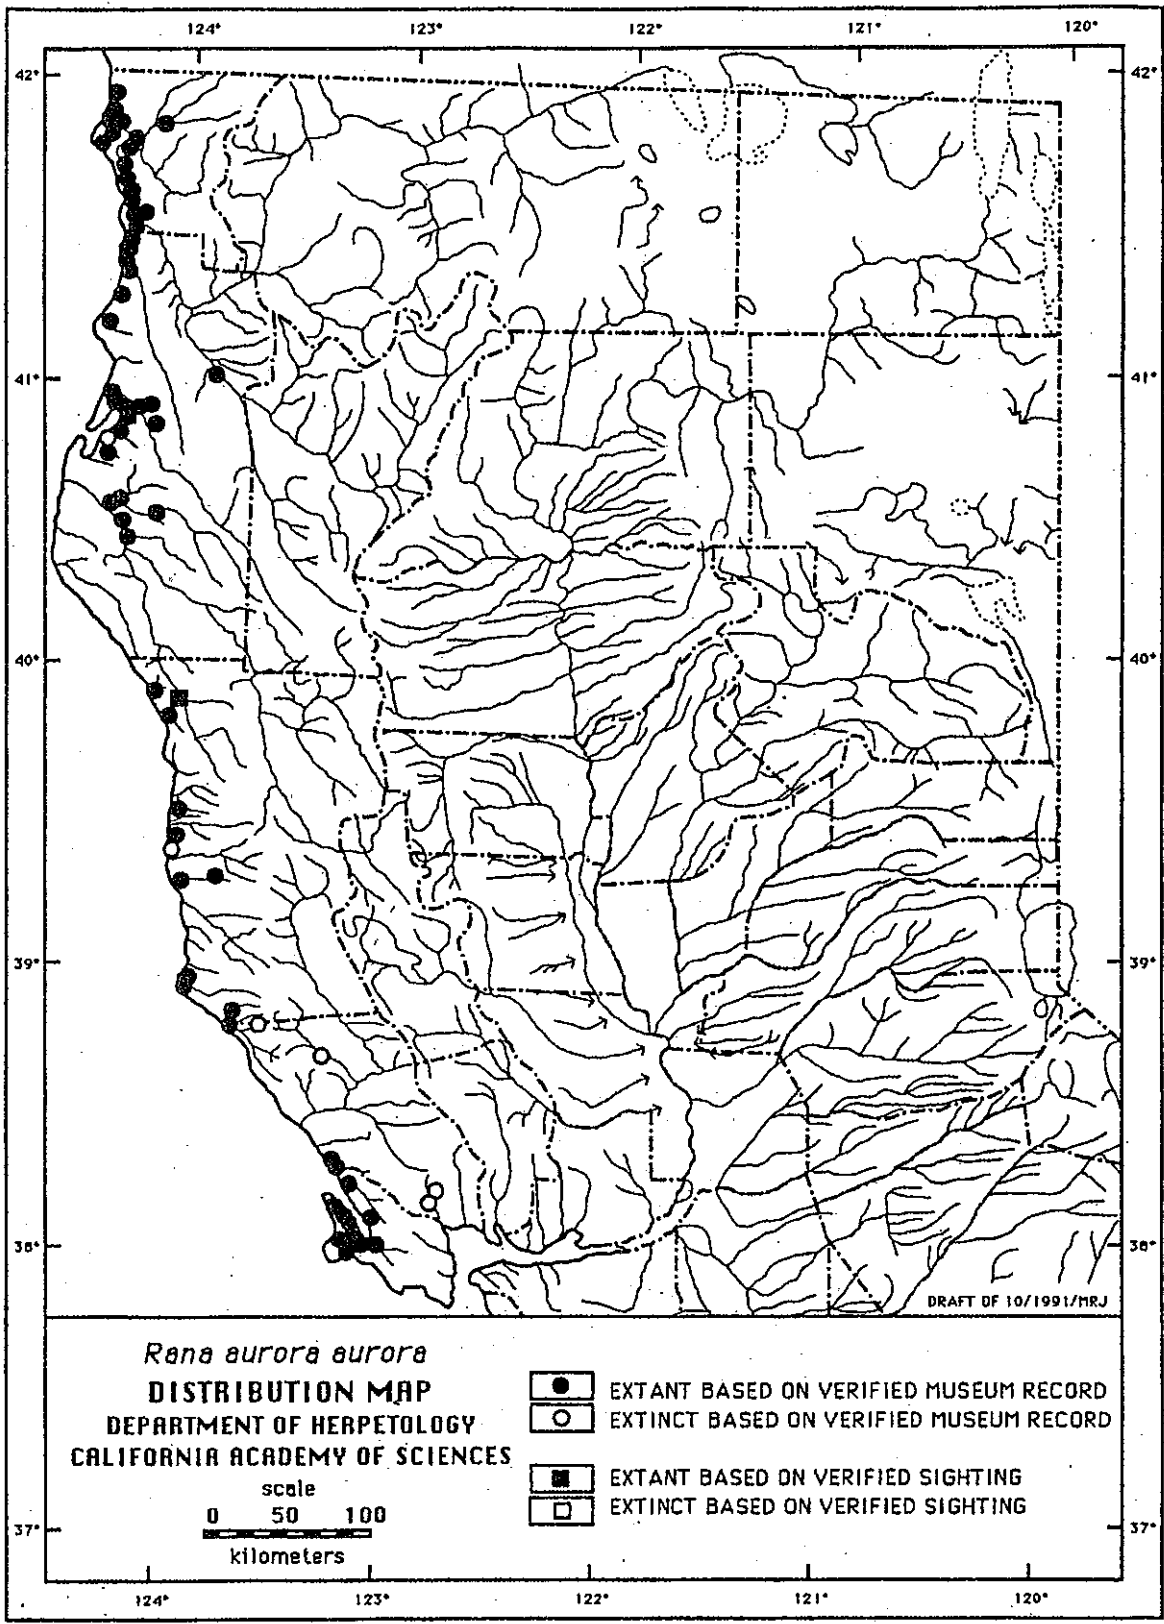 124° 123° 122° 121° 120°
42° 42°
41° 41°
40° 40°
39° 39°
38° 38°
DRAFT OF 10/1991/MRJ
Rana aurora aurora
DISTRIBUTION MAP
DEPARTMENT OF HERPETOLOGY
CALIFORNIA ACADEMY OF SCIENCES
scale
0 50 100
kilometers
EXTANT BASED ON VERIFIED MUSEUM RECORD
EXTINCT BASED ON VERIFIED MUSEUM RECORD
EXTANT BASED ON VERIFIED SIGHTING
EXTINCT BASED ON VERIFIED SIGHTING
37° 37°
124° 123° 122° 121° 120°